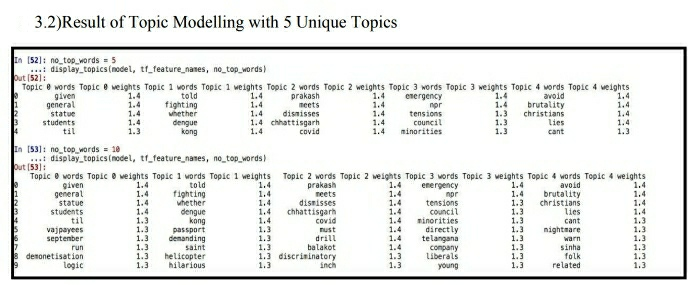 3.2)Result of Topic Modelling with 5 Unique Topics
In [52]: no_top_words = 5
...: display_topics(model, tf_feature_names, no_top_words)
Out[52]:
Topic 0 words Topic 0 weights Topic 1 words Topic 1 weights Topic 2 words Topic 2 weights Topic 3 words Topic 3 weights Topic 4 words Topic 4 weights
0 given 1.4 told 1.4 prakash 1.4 emergency 1.4 avoid 1.4
1 general 1.4 fighting 1.4 meets 1.4 npr 1.4 brutality 1.4
2 statue 1.4 whether 1.4 dismisses 1.4 tensions 1.3 christians 1.4
3 students 1.4 dengue 1.4 chhattisgarh 1.4 council 1.3 lies 1.4
4 til 1.3 kong 1.4 covid 1.4 minorities 1.3 cant 1.3
In [53]: no_top_words = 10
...: display_topics(model, tf_feature_names, no_top_words)
Out[53]:
Topic 0 words Topic 0 weights Topic 1 words Topic 1 weights Topic 2 words Topic 2 weights Topic 3 words Topic 3 weights Topic 4 words Topic 4 weights
0 given 1.4 told 1.4 prakash 1.4 emergency 1.4 avoid 1.4
1 general 1.4 fighting 1.4 meets 1.4 npr 1.4 brutality 1.4
2 statue 1.4 whether 1.4 dismisses 1.4 tensions 1.3 christians 1.4
3 students 1.4 dengue 1.4 chhattisgarh 1.4 council 1.3 lies 1.4
4 til 1.3 kong 1.4 covid 1.4 minorities 1.3 cant 1.3
5 vajpayees 1.3 passport 1.3 must 1.4 directly 1.3 nightmare 1.3
6 september 1.3 demanding 1.3 drill 1.4 telangana 1.3 warn 1.3
7 run 1.3 saint 1.3 balakot 1.4 company 1.3 sinha 1.3
8 demonetisation 1.3 helicopter 1.3 discriminatory 1.3 liberals 1.3 folk 1.3
9 logic 1.3 hilarious 1.3 inch 1.3 young 1.3 related 1.3